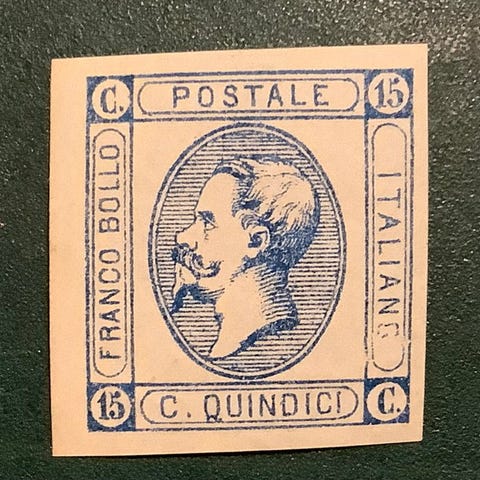 C. POSTALE 15
FRANCO BOLLO
ITALIANO
15 C. QUINDICI C.